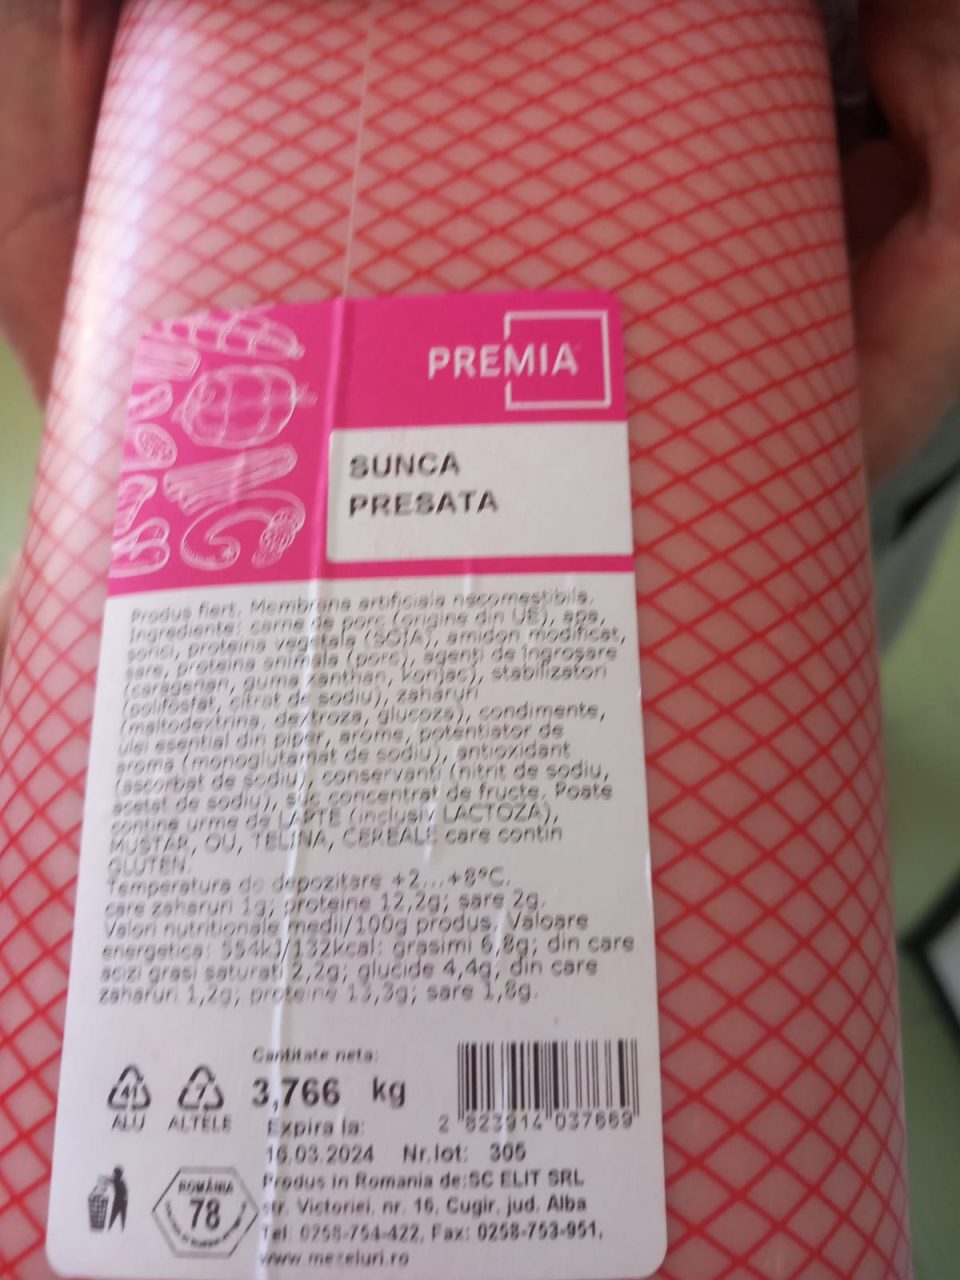 PREMIA
SUNCA
PRESATA
Produs fiert. Membrana artificiala necomestibila.
Ingrediente: carne de porc (origine din UE), apa,
sorici, proteina vegetala (SOIA), amidon modificat,
sare, proteina animala (porc), agenti de ingrosare
(caragenan, guma xanthan, konjac), stabilizatori
(polifosfat, citrat de sodiu), zaharuri
(maltodextrina, dextroza, glucoza), condimente,
ulei esential din piper, arome, potentiator de
aroma (monoglutamat de sodiu), antioxidant
(ascorbat de sodiu), conservanti (nitrit de sodiu,
acetat de sodiu), suc concentrat de fructe. Poate
contine urme de LAPTE (inclusiv LACTOZA),
MUSTAR, OU, TELINA, CEREALE care contin
GLUTEN.
Temperatura de depozitare +2...+8°C.
care zaharuri 1g; proteine 12,2g; sare 2g.
Valori nutritionale medii/100g produs. Valoare
energetica: 554kJ/132kcal; grasimi 6,8g; din care
acizi grasi saturati 2,2g; glucide 4,4g, din care
zaharuri 1,2g; proteine 13,3g; sare 1,8g.
Cantitate neta:
41 7 3,766 kg
ALU ALTELE
2 823914 037669
Expira la:
16.03.2024 Nr.lot: 305
Produs in Romania de:SC ELIT SRL
ROMÂNIA
78
str. Victoriei, nr. 16, Cugir, jud. Alba
Tel: 0258-754-422, Fax: 0258-753-951,
www.mezeluri.ro